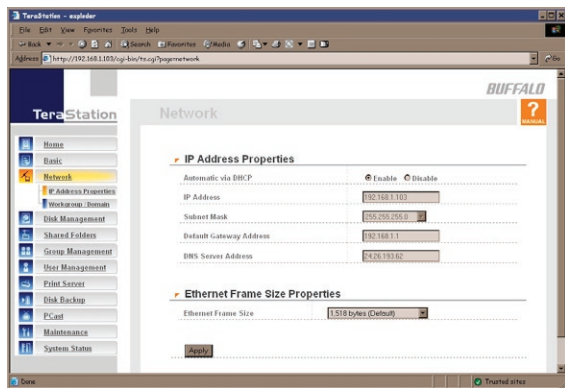 TeraStation - expleder
File Edit View Favorites Tools Help
Back Search Favorites Media
Address http://192.168.1.103/cgi-bin/ts.cgi?page=network Go
BUFFALO
TeraStation
Network
? MANUAL
Home
Basic
Network
IP Address Properties
Workgroup / Domain
Disk Management
Shared Folders
Group Management
User Management
Print Server
Disk Backup
PCast
Maintenance
System Status
IP Address Properties
Automatic via DHCP Enable Disable
IP Address 192.168.1.103
Subnet Mask 255.255.255.0
Default Gateway Address 192.168.1.1
DNS Server Address 24.26.193.62
Ethernet Frame Size Properties
Ethernet Frame Size 1,518 bytes (Default)
Apply
Done Trusted sites